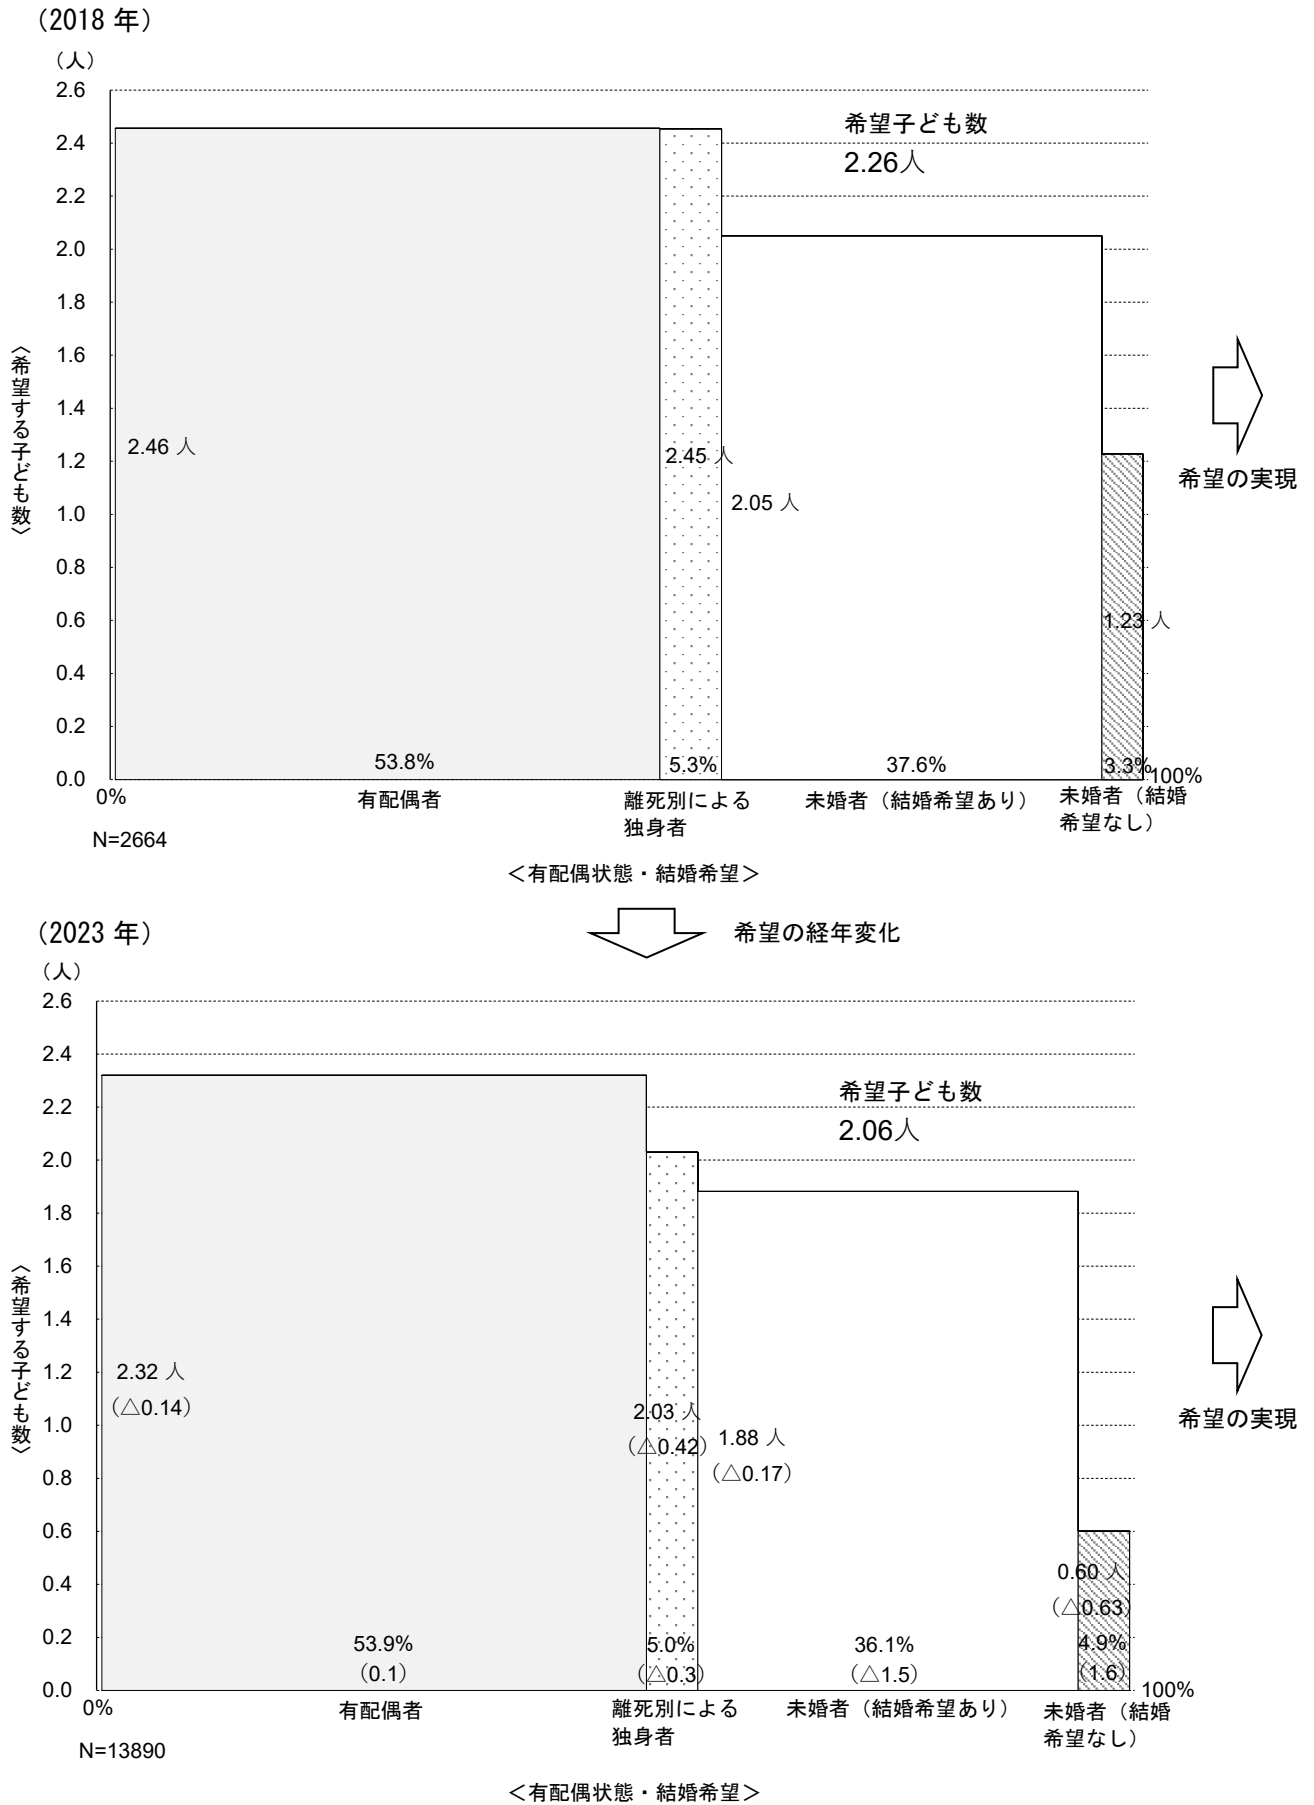 （2018 年）
（人）
2.6
2.4
2.2
2.0
1.8
1.6
1.4
1.2
1.0
0.8
0.6
0.4
0.2
0.0
〈希望する子ども数〉
希望子ども数
2.26人
2.46 人
2.45 人
2.05 人
1.23 人
53.8%
5.3%
37.6%
3.3%
0%
100%
有配偶者
離死別による
独身者
未婚者（結婚希望あり）
未婚者（結婚
希望なし）
N=2664
＜有配偶状態・結婚希望＞
希望の実現
希望の経年変化
（2023 年）
（人）
2.6
2.4
2.2
2.0
1.8
1.6
1.4
1.2
1.0
0.8
0.6
0.4
0.2
0.0
〈希望する子ども数〉
希望子ども数
2.06人
2.32 人
（△0.14）
2.03 人
（△0.42）
1.88 人
（△0.17）
0.60 人
（△0.63）
53.9%
（0.1）
5.0%
（△0.3）
36.1%
（△1.5）
4.9%
（1.6）
0%
100%
有配偶者
離死別による
独身者
未婚者（結婚希望あり）
未婚者（結婚
希望なし）
N=13890
＜有配偶状態・結婚希望＞
希望の実現